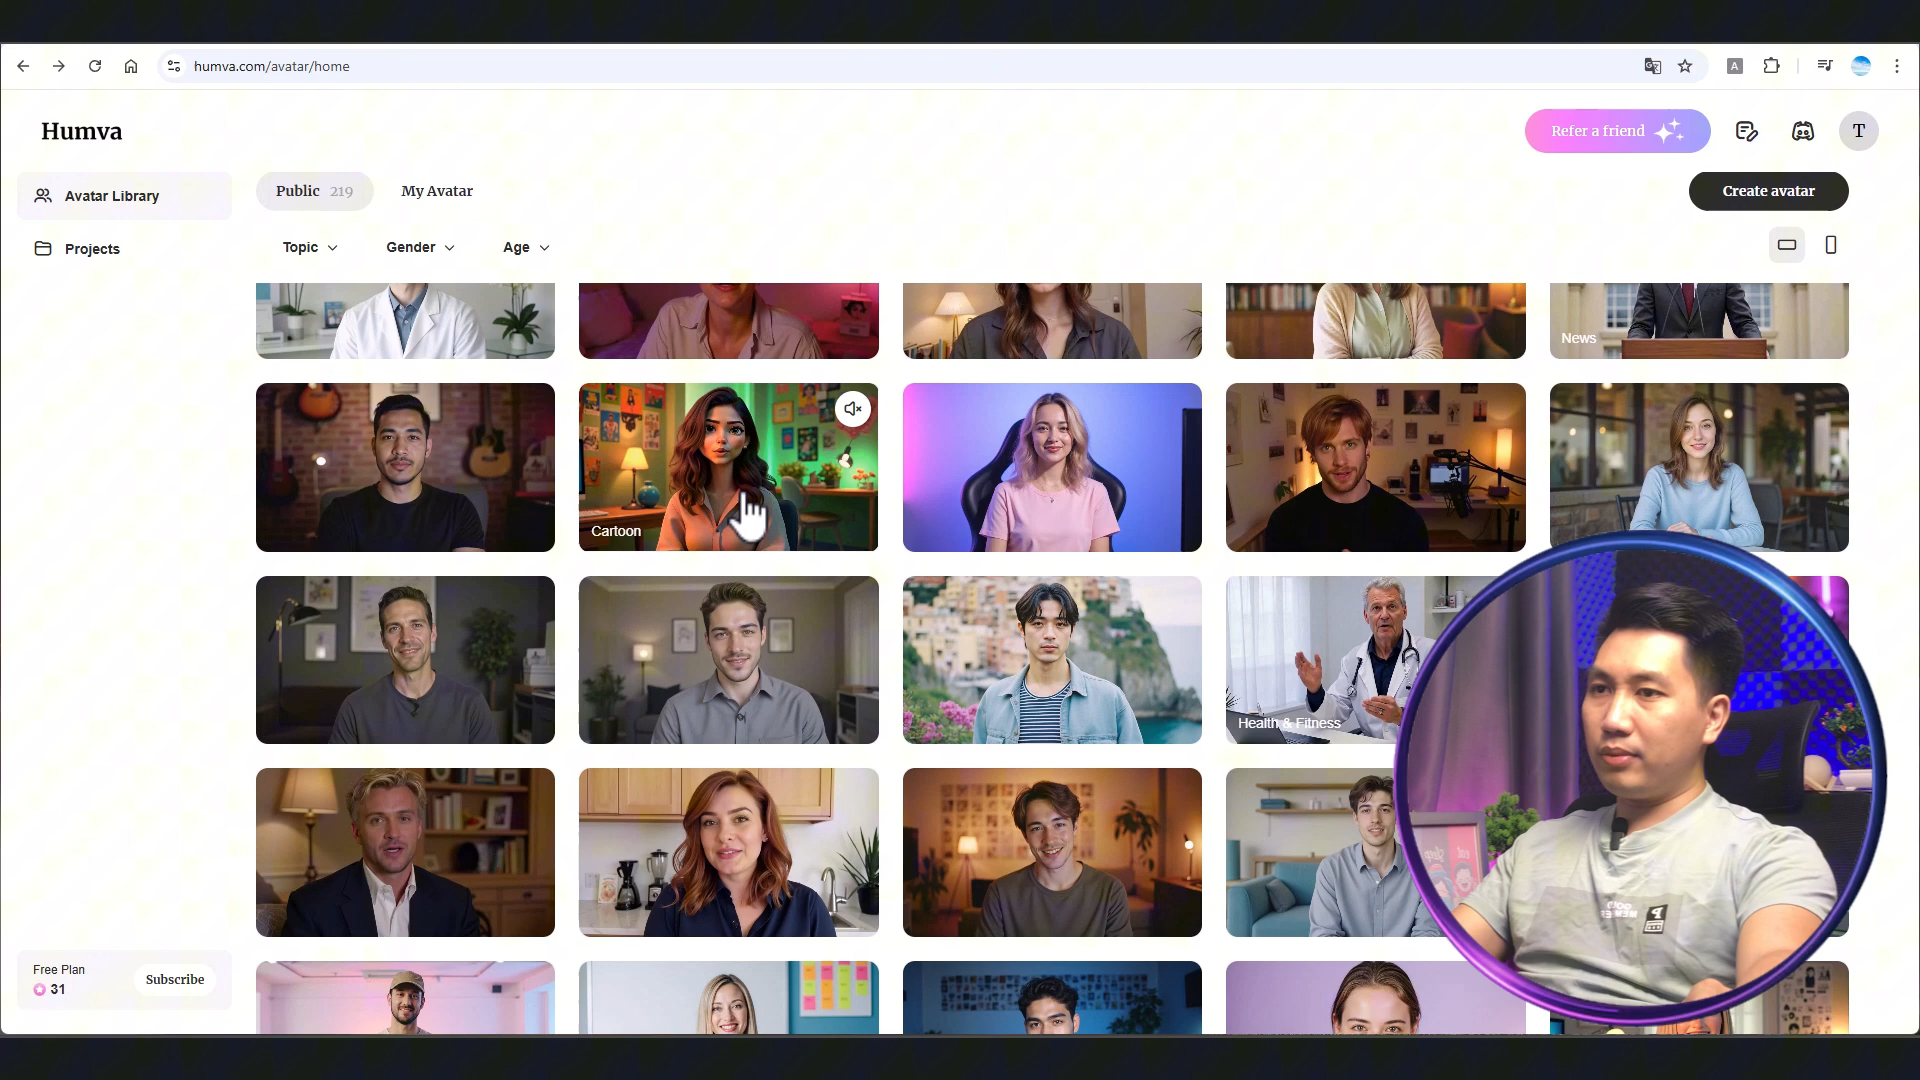 humva.com/avatar/home
A
Humva
Refer a friend
T
Avatar Library
Public 219
My Avatar
Create avatar
Projects
Topic
Gender
Age
News
Cartoon
Health & Fitness
Free Plan
31
Subscribe